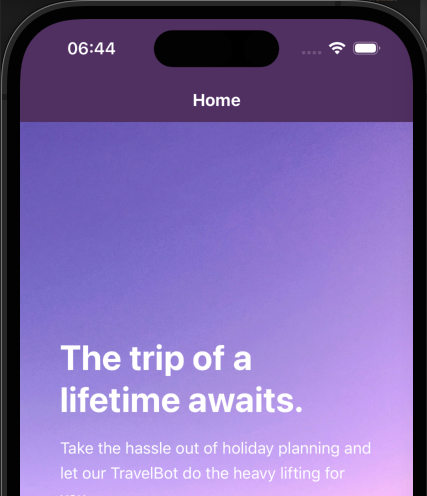 06:44
Home
The trip of a
lifetime awaits.
Take the hassle out of holiday planning and
let our TravelBot do the heavy lifting for